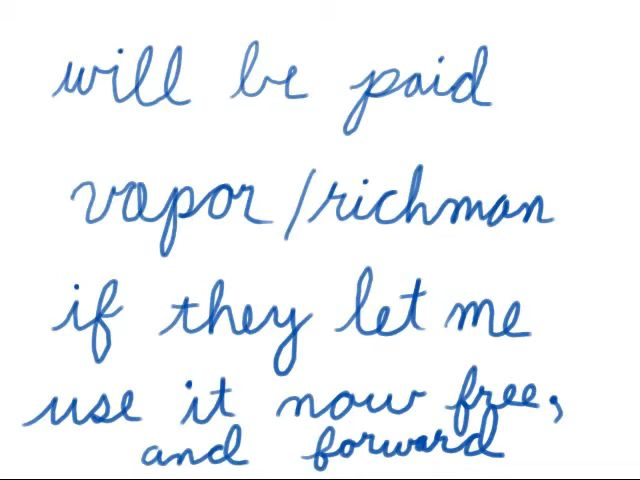 will be paid
vapor/richman
if they let me
use it now free,
and forward